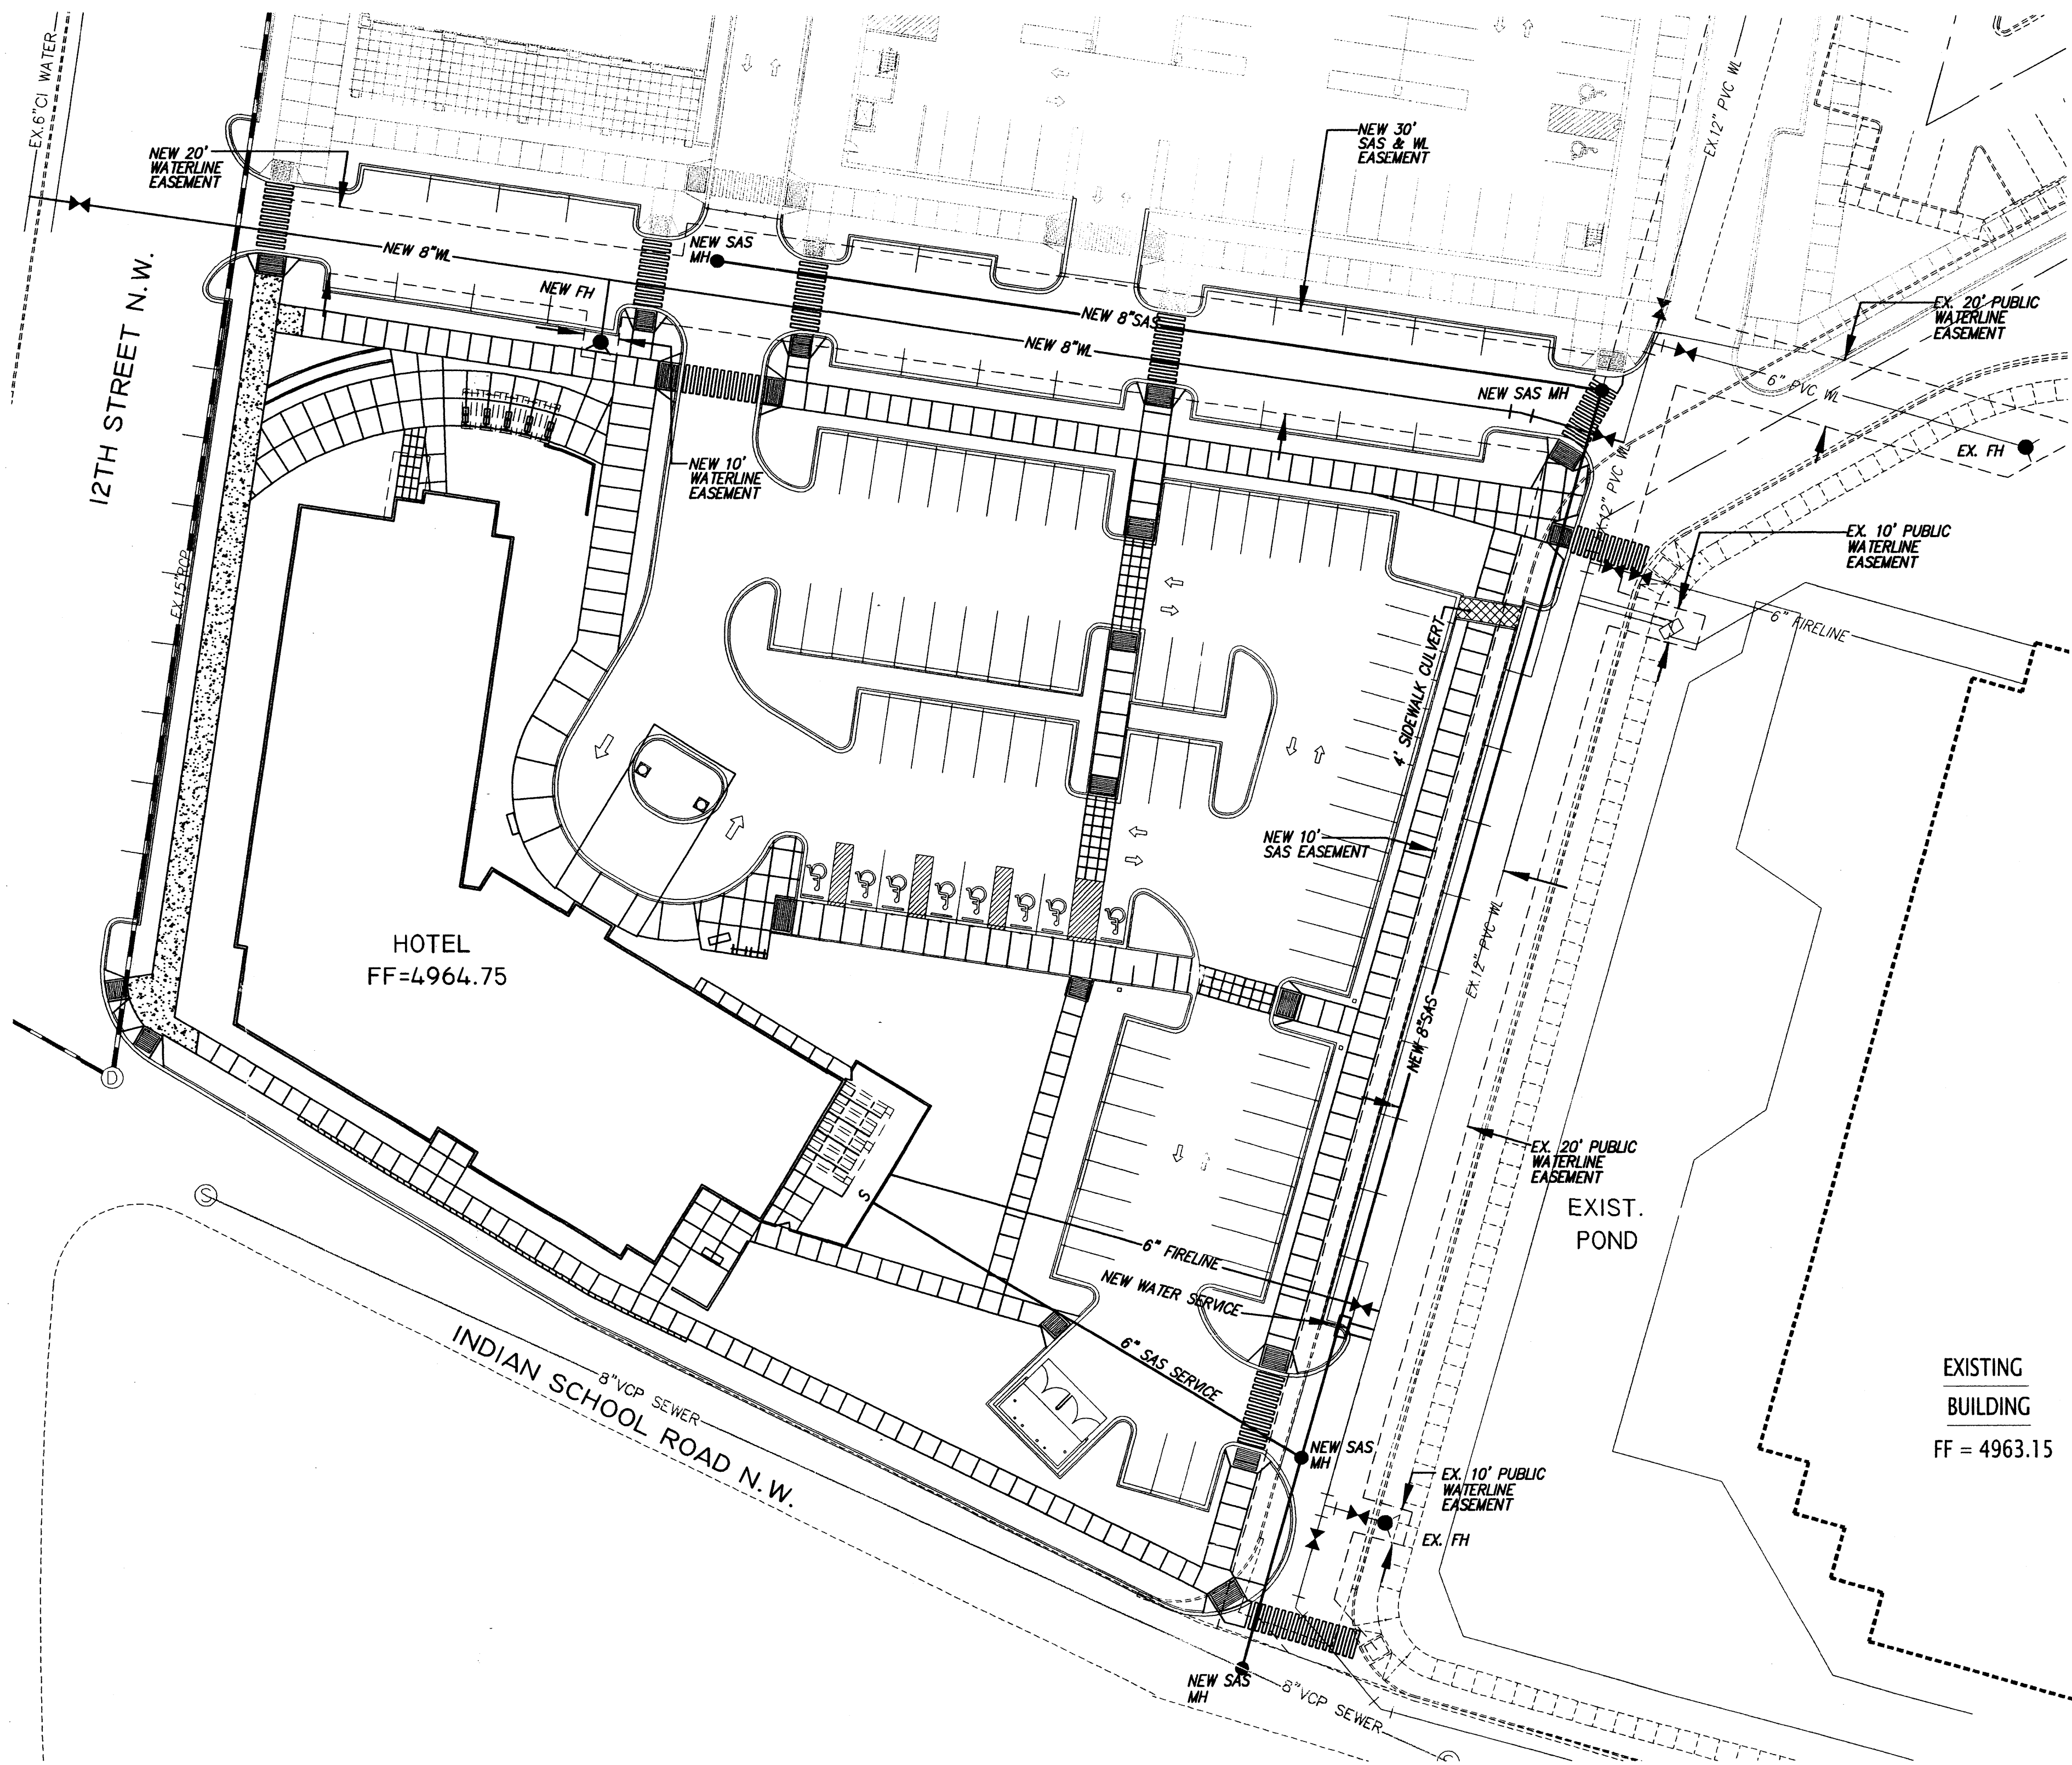 EX.6"CI WATER
NEW 20'
WATERLINE
EASEMENT
NEW 30'
SAS & WL
EASEMENT
EX.12" PVC WL
NEW 8"WL
NEW SAS
MH
NEW FH
NEW 8"SAS
NEW 8"WL
NEW SAS MH
EX. 20' PUBLIC
WATERLINE
EASEMENT
6" PVC WL
EX. FH
12TH STREET N.W.
NEW 10'
WATERLINE
EASEMENT
EX.12" PVC WL
EX. 10' PUBLIC
WATERLINE
EASEMENT
EX.15"RCP
6" FIRELINE
4' SIDEWALK CULVERT
NEW 10'
SAS EASEMENT
HOTEL
FF=4964.75
EX.12" PVC WL
NEW 8"SAS
D
EX. 20' PUBLIC
WATERLINE
EASEMENT
S
S
EXIST.
POND
6" FIRELINE
NEW WATER SERVICE
6" SAS SERVICE
INDIAN SCHOOL ROAD N.W.
8"VCP SEWER
EXISTING
BUILDING
FF = 4963.15
NEW SAS
MH
EX. 10' PUBLIC
WATERLINE
EASEMENT
EX. FH
NEW SAS
MH
8"VCP SEWER